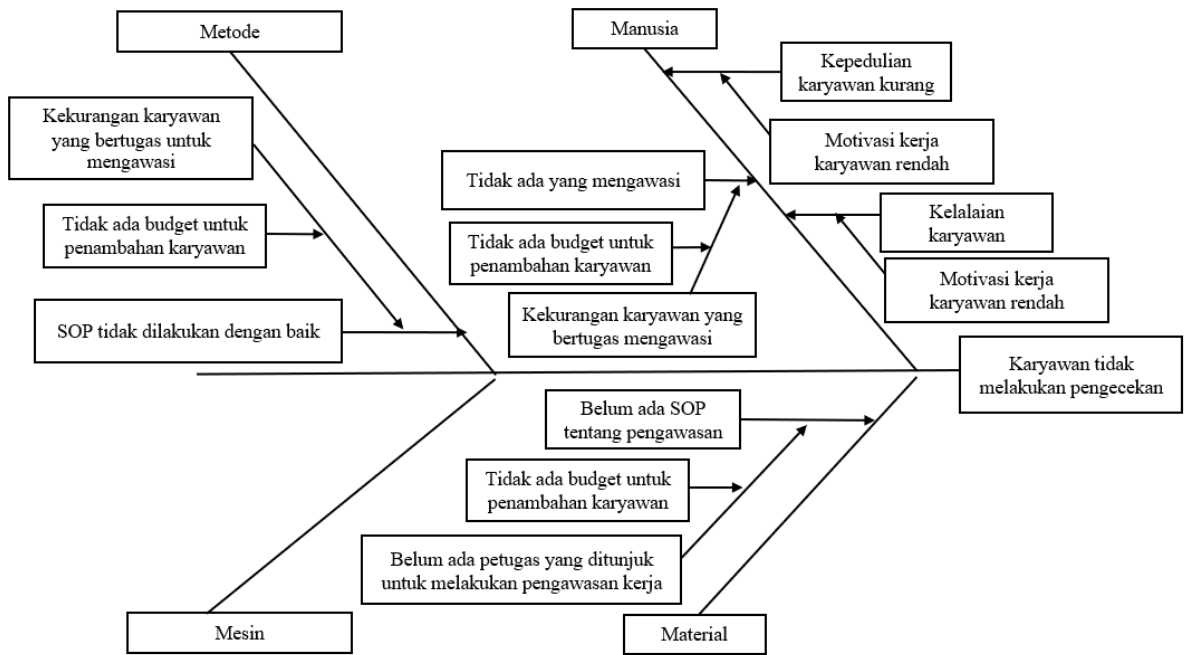 Metode
Manusia
Kepedulian
karyawan kurang
Kekurangan karyawan
yang bertugas untuk
mengawasi
Motivasi kerja
karyawan rendah
Tidak ada yang mengawasi
Tidak ada budget untuk
penambahan karyawan
Kelalaian
karyawan
Tidak ada budget untuk
penambahan karyawan
Motivasi kerja
karyawan rendah
SOP tidak dilakukan dengan baik
Kekurangan karyawan yang
bertugas mengawasi
Karyawan tidak
melakukan pengecekan
Belum ada SOP
tentang pengawasan
Tidak ada budget untuk
penambahan karyawan
Belum ada petugas yang ditunjuk
untuk melakukan pengawasan kerja
Mesin
Material